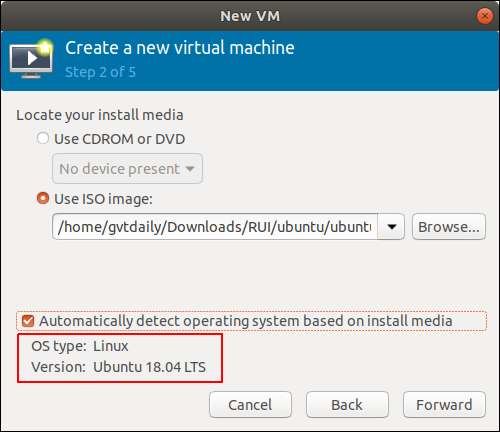 New VM
Create a new virtual machine
Step 2 of 5
Locate your install media
Use CDROM or DVD
No device present
Use ISO image:
/home/gvtdaily/Downloads/RUI/ubuntu/ubuntu
Browse...
Automatically detect operating system based on install media
OS type: Linux
Version: Ubuntu 18.04 LTS
Cancel Back Forward